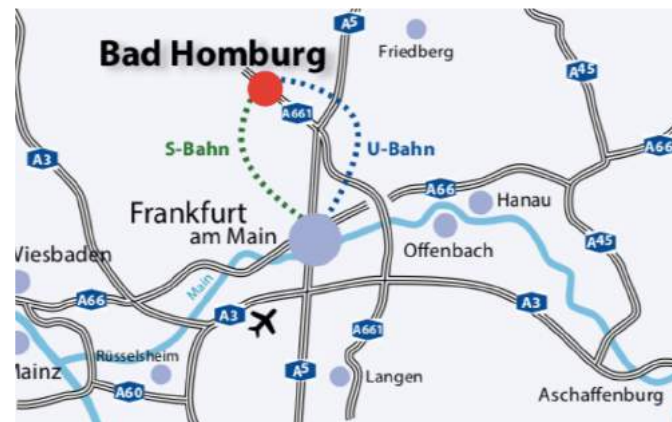 A5
Friedberg
Bad Homburg
A45
A661
A3
S-Bahn
U-Bahn
A66
A66
Hanau
Frankfurt
am Main
Offenbach
A45
Wiesbaden
Main
A66
A3
A3
A661
Mainz
Rüsselsheim
A5
Langen
A60
Aschaffenburg